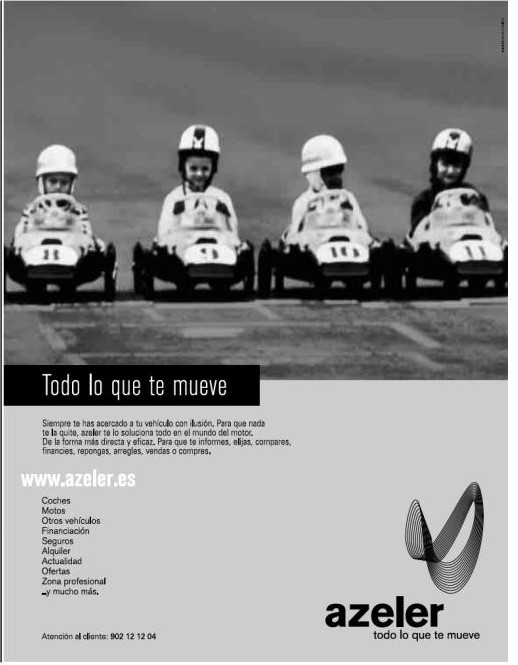 9
10
11
Todo lo que te mueve
Siempre te has acercado a tu vehículo con ilusión. Para que nada
te la quite, azeler te lo soluciona todo en el mundo del motor.
De la forma más directa y eficaz. Para que te informes, elijas, compares,
financies, repongas, arregles, vendas o compres.
www.azeler.es
Coches
Motos
Otros vehículos
Financiación
Seguros
Alquiler
Actualidad
Ofertas
Zona profesional
...y mucho más.
azeler
todo lo que te mueve
Atención al cliente: 902 12 12 04